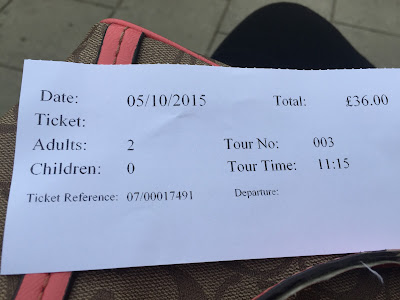 Date: 05/10/2015 Total: £36.00
Ticket:
Adults: 2 Tour No: 003
Children: 0 Tour Time: 11:15
Ticket Reference: 07/00017491 Departure: